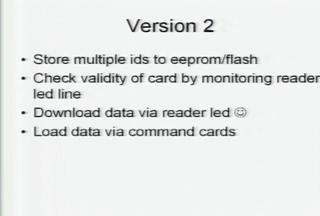 Version 2
• Store multiple ids to eeprom/flash
• Check validity of card by monitoring reader
led line
• Download data via reader led ☺
• Load data via command cards